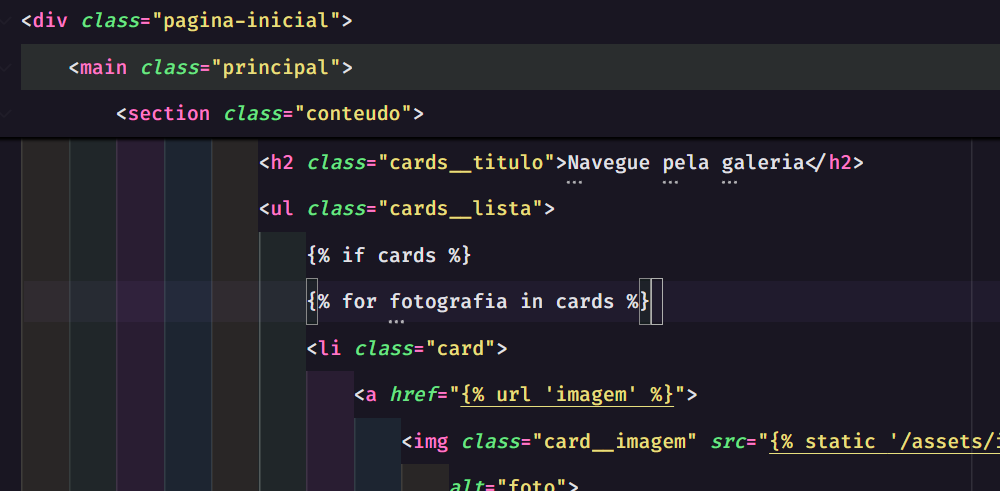 <div class="pagina-inicial">
<main class="principal">
<section class="conteudo">
<h2 class="cards__titulo">Navegue pela galeria</h2>
<ul class="cards__lista">
{% if cards %}
{% for fotografia in cards %}
<li class="card">
<a href="{% url 'imagem' %}">
<img class="card__imagem" src="{% static '/assets/
alt="foto">